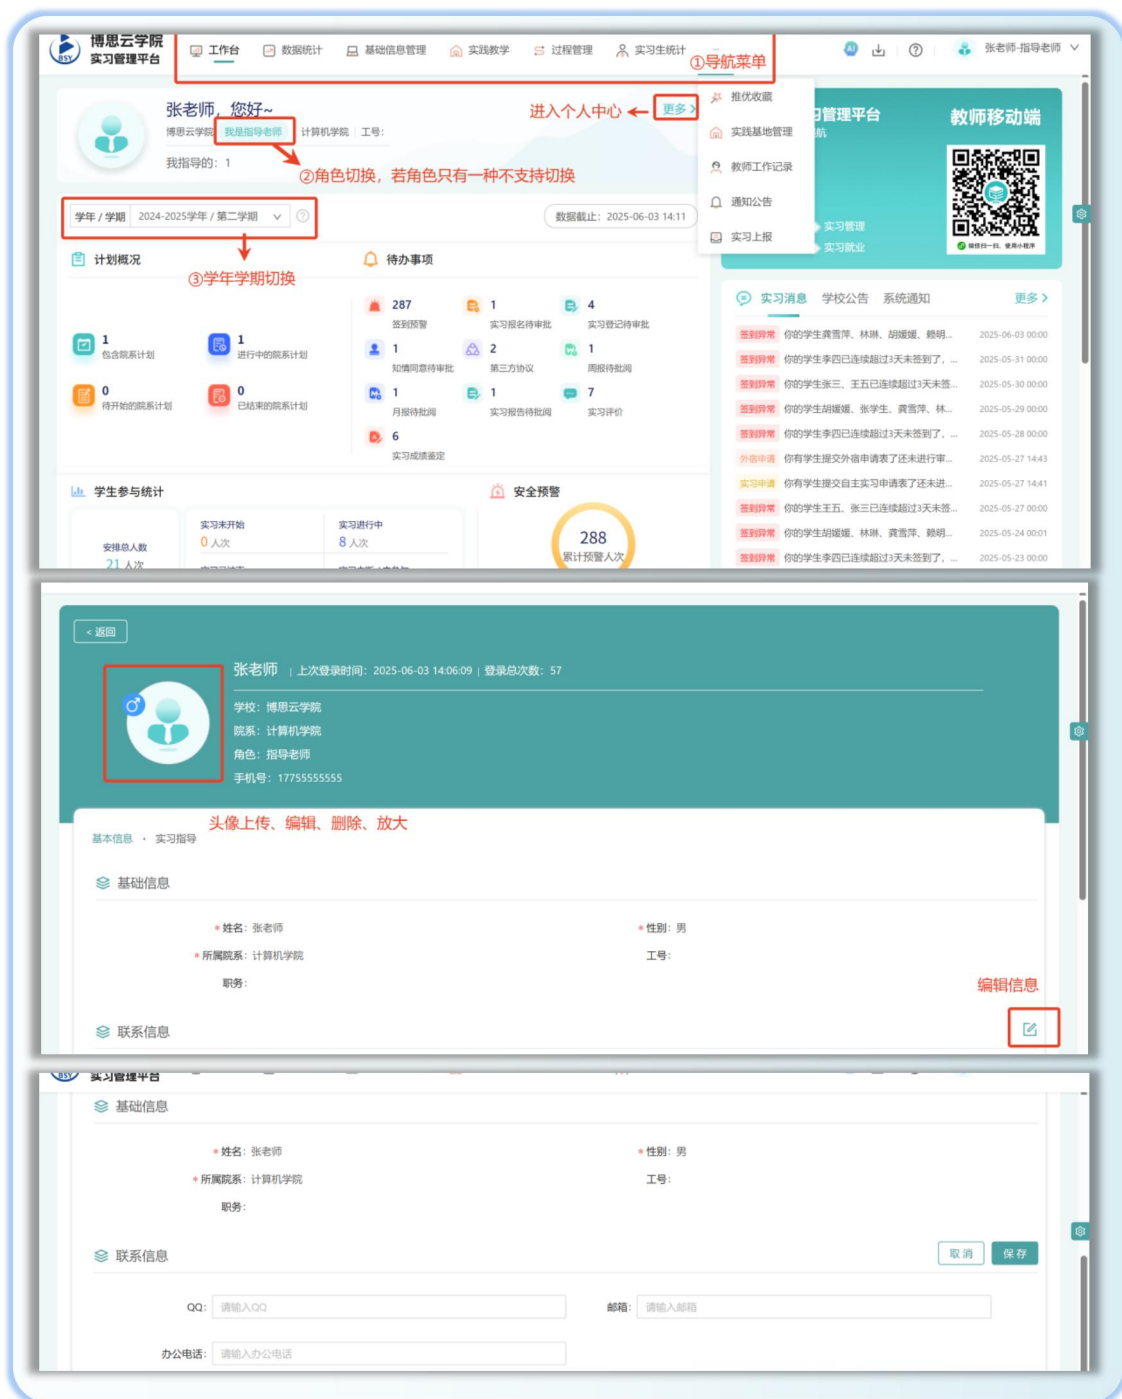 博思云学院
实习管理平台
工作台 数据统计 基础信息管理 实践教学 过程管理 实习生统计 ...
AI
张老师-指导老师
①导航菜单
张老师，您好~
博思云学院 我是指导老师 计算机学院 工号：
我指导的：1
进入个人中心
更多 >
②角色切换，若角色只有一种不支持切换
推优收藏
实践基地管理
教师工作记录
通知公告
实习上报
习管理平台
航
实习管理
实习就业
教师移动端
微信扫一扫，使用小程序
学年 / 学期 2024-2025学年 / 第二学期
数据截止：2025-06-03 14:11
③学年学期切换
计划概况
1
包含院系计划
1
进行中的院系计划
0
待开始的院系计划
0
已结束的院系计划
待办事项
287
签到预警
1
实习报名待审批
4
实习登记待审批
1
知情同意待审批
2
第三方协议
1
周报待批阅
1
月报待批阅
1
实习报告待批阅
7
实习评价
6
实习成绩鉴定
实习消息 学校公告 系统通知 更多 >
签到异常 你的学生龚雪萍、林琳、胡媛媛、赖明... 2025-06-03 00:00
签到异常 你的学生李四已连续超过3天未签到了，... 2025-05-31 00:00
签到异常 你的学生张三、王五已连续超过3天未签... 2025-05-30 00:00
签到异常 你的学生胡媛媛、张学生、龚雪萍、林... 2025-05-29 00:00
签到异常 你的学生李四已连续超过3天未签到了，... 2025-05-28 00:00
外宿申请 你有学生提交外宿申请表了还未进行审... 2025-05-27 14:43
实习申请 你有学生提交自主实习申请表了还未进... 2025-05-27 14:41
签到异常 你的学生王五、张三已连续超过3天未签... 2025-05-27 00:00
签到异常 你的学生胡媛媛、林琳、龚雪萍、赖明... 2025-05-24 00:01
签到异常 你的学生李四已连续超过3天未签到了，... 2025-05-23 00:00
学生参与统计
安排总人数
21 人次
实习未开始
0 人次
实习进行中
8 人次
安全预警
288
累计预警人次
< 返回
张老师 | 上次登录时间：2025-06-03 14:06:09 | 登录总次数：57
学校：博思云学院
院系：计算机学院
角色：指导老师
手机号：17755555555
头像上传、编辑、删除、放大
基本信息 · 实习指导
基础信息
* 姓名：张老师
* 性别：男
* 所属院系：计算机学院
工号：
职务：
编辑信息
联系信息
BSY 实习管理平台
基础信息
* 姓名：张老师
* 性别：男
* 所属院系：计算机学院
工号：
职务：
联系信息
取 消 保 存
QQ：请输入QQ
邮箱：请输入邮箱
办公电话：请输入办公电话